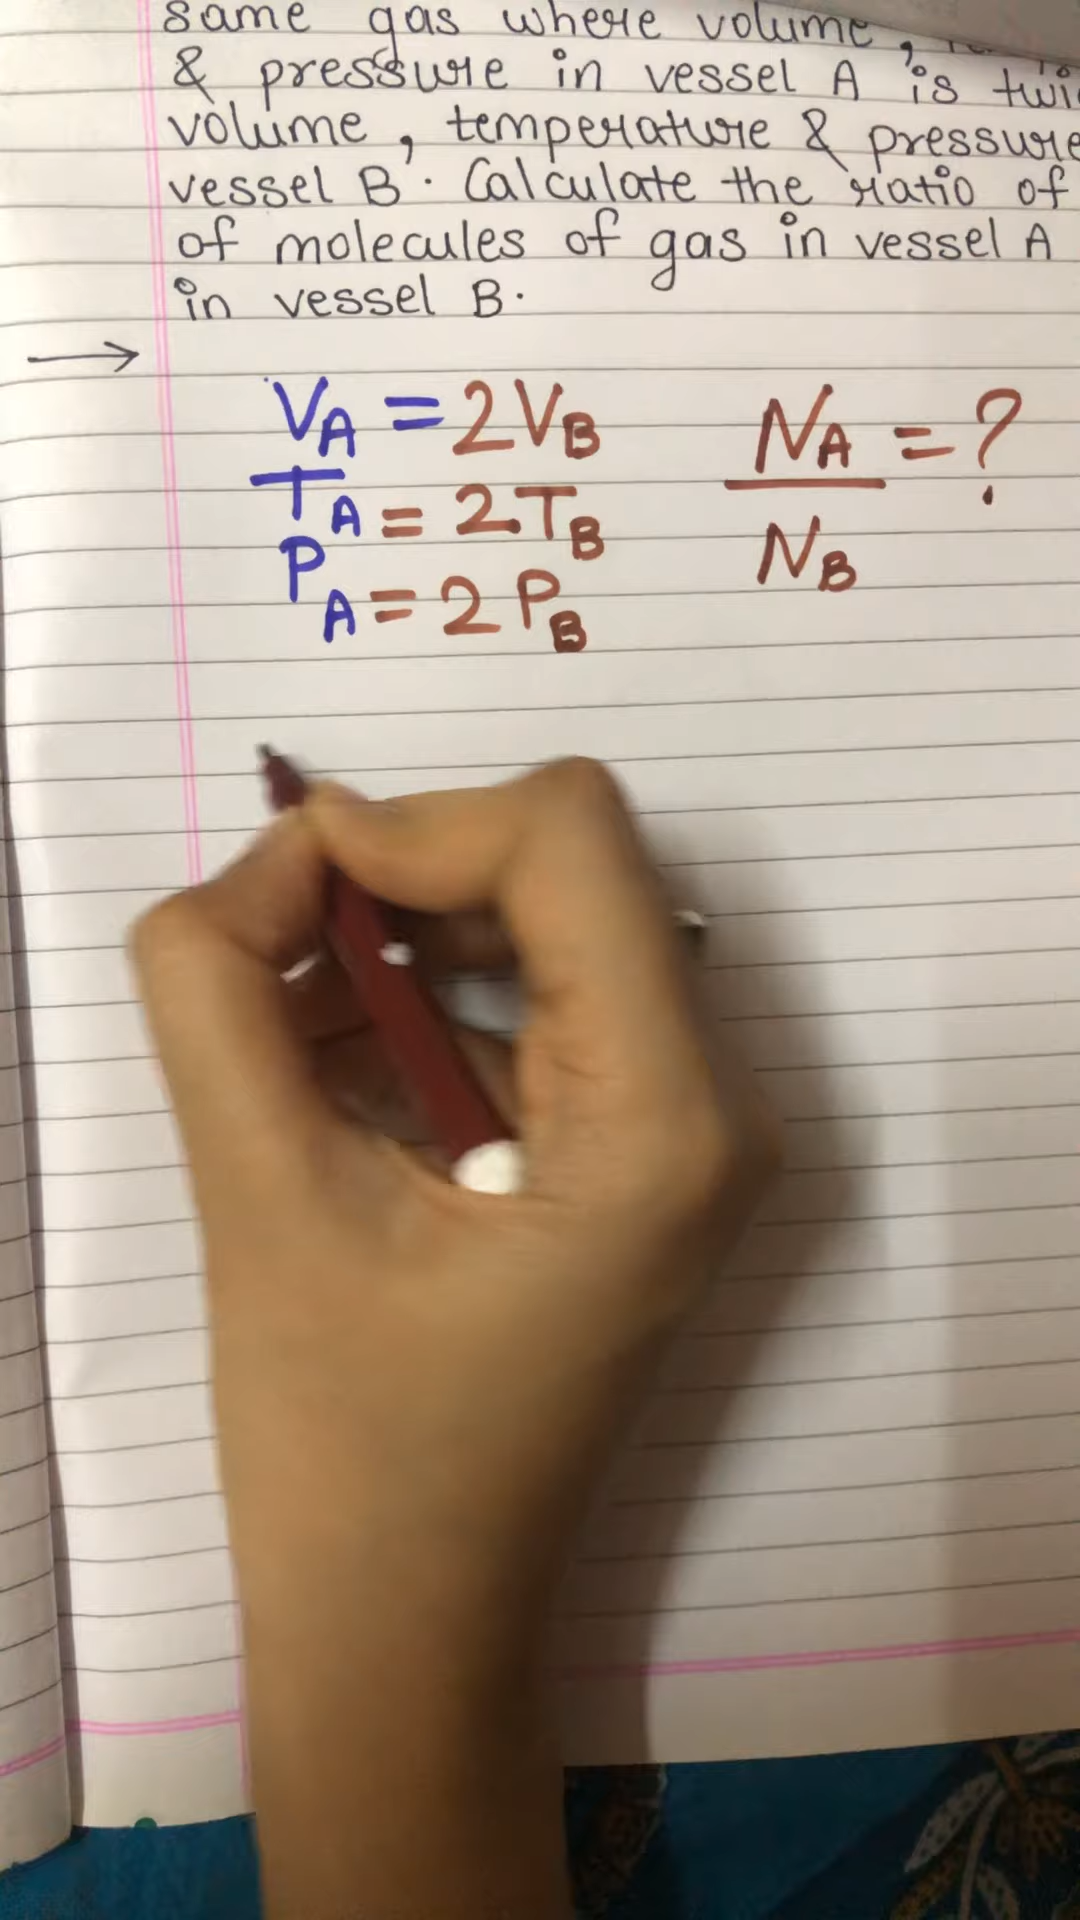 same gas where volume,
& pressure in vessel A is
volume, temperature & pressure
vessel B. Calculate the ratio of
of molecules of gas in vessel A
in vessel B.
→
VA = 2VB
TA = 2TB
PA = 2PB
NA = ?
NB